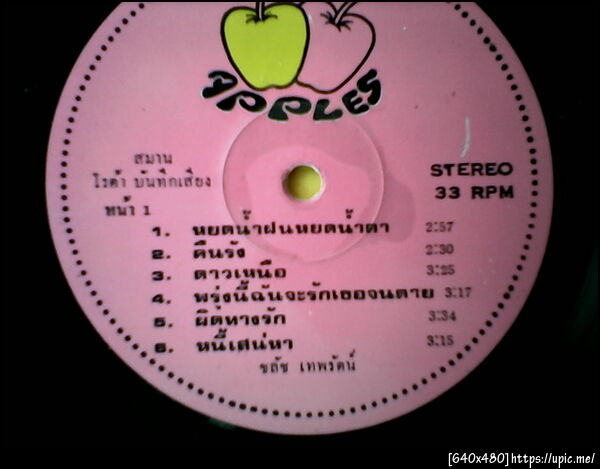 APPLES
สมาน
โรต้า บันทึกเสียง
หน้า 1
STEREO
33 RPM
1. หยดน้ำฝนหยดน้ำตา 2:57
2. คืนรัง 2:30
3. ดาวเหนือ 3:25
4. พรุ่งนี้ฉันจะรักเธอจนตาย 3:17
5. ผิดทางรัก 3:34
6. หนี้เสน่หา 3:15
ชลัช เทพรัตน์
[640x480]https://upic.me/